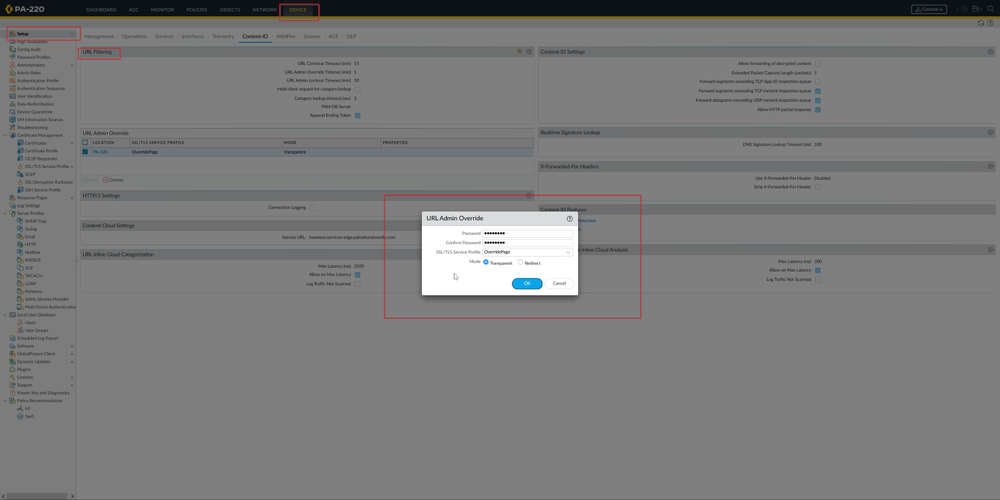 PA-220
DASHBOARD ACC MONITOR POLICIES OBJECTS NETWORK DEVICE
Commit
Setup
High Availability
Config Audit
Password Profiles
Administrators
Admin Roles
Authentication Profile
Authentication Sequence
User Identification
Data Redistribution
Device Quarantine
VM Information Sources
Troubleshooting
Certificate Management
Certificates
Certificate Profile
OCSP Responder
SSL/TLS Service Profile
SCEP
SSL Decryption Exclusion
SSH Service Profile
Response Pages
Log Settings
Server Profiles
SNMP Trap
Syslog
Email
HTTP
Netflow
RADIUS
SCP
TACACS+
LDAP
Kerberos
SAML Identity Provider
Multi Factor Authentication
Local User Database
Users
User Groups
Scheduled Log Export
Software
GlobalProtect Client
Dynamic Updates
Plugins
Licenses
Support
Master Key and Diagnostics
Policy Recommendation
IoT
SaaS
Management Operations Services Interfaces Telemetry Content-ID WildFire Session ACE DLP
URL Filtering
URL Continue Timeout (min) 15
URL Admin Override Timeout (min) 1
URL Admin Lockout Timeout (min) 30
Hold client request for category lookup
Category lookup timeout (sec) 2
PAN-DB Server
Append Ending Token
URL Admin Override
LOCATION SSL/TLS SERVICE PROFILE MODE PROPERTIES
PA-220 OverridePage transparent
Add Delete
HTTP/2 Settings
Connection Logging
Content Cloud Settings
Service URL: hawkeye.services-edge.paloaltonetworks.com
URL Inline Cloud Categorization
Max Latency (ms) 2500
Allow on Max Latency
Log Traffic Not Scanned
Content-ID Settings
Allow forwarding of decrypted content
Extended Packet Capture Length (packets) 5
Forward segments exceeding TCP App-ID inspection queue
Forward segments exceeding TCP content inspection queue
Forward datagrams exceeding UDP content inspection queue
Allow HTTP partial response
Realtime Signature Lookup
DNS Signature Lookup Timeout (ms) 100
X-Forwarded-For Headers
Use X-Forwarded-For Header Disabled
Strip X-Forwarded-For Header
Content-ID Features
Protection
Inline Cloud Analysis
Max Latency (ms) 200
Allow on Max Latency
Log Traffic Not Scanned
URL Admin Override
Password ••••••••
Confirm Password ••••••••
SSL/TLS Service Profile OverridePage
Mode Transparent Redirect
OK Cancel